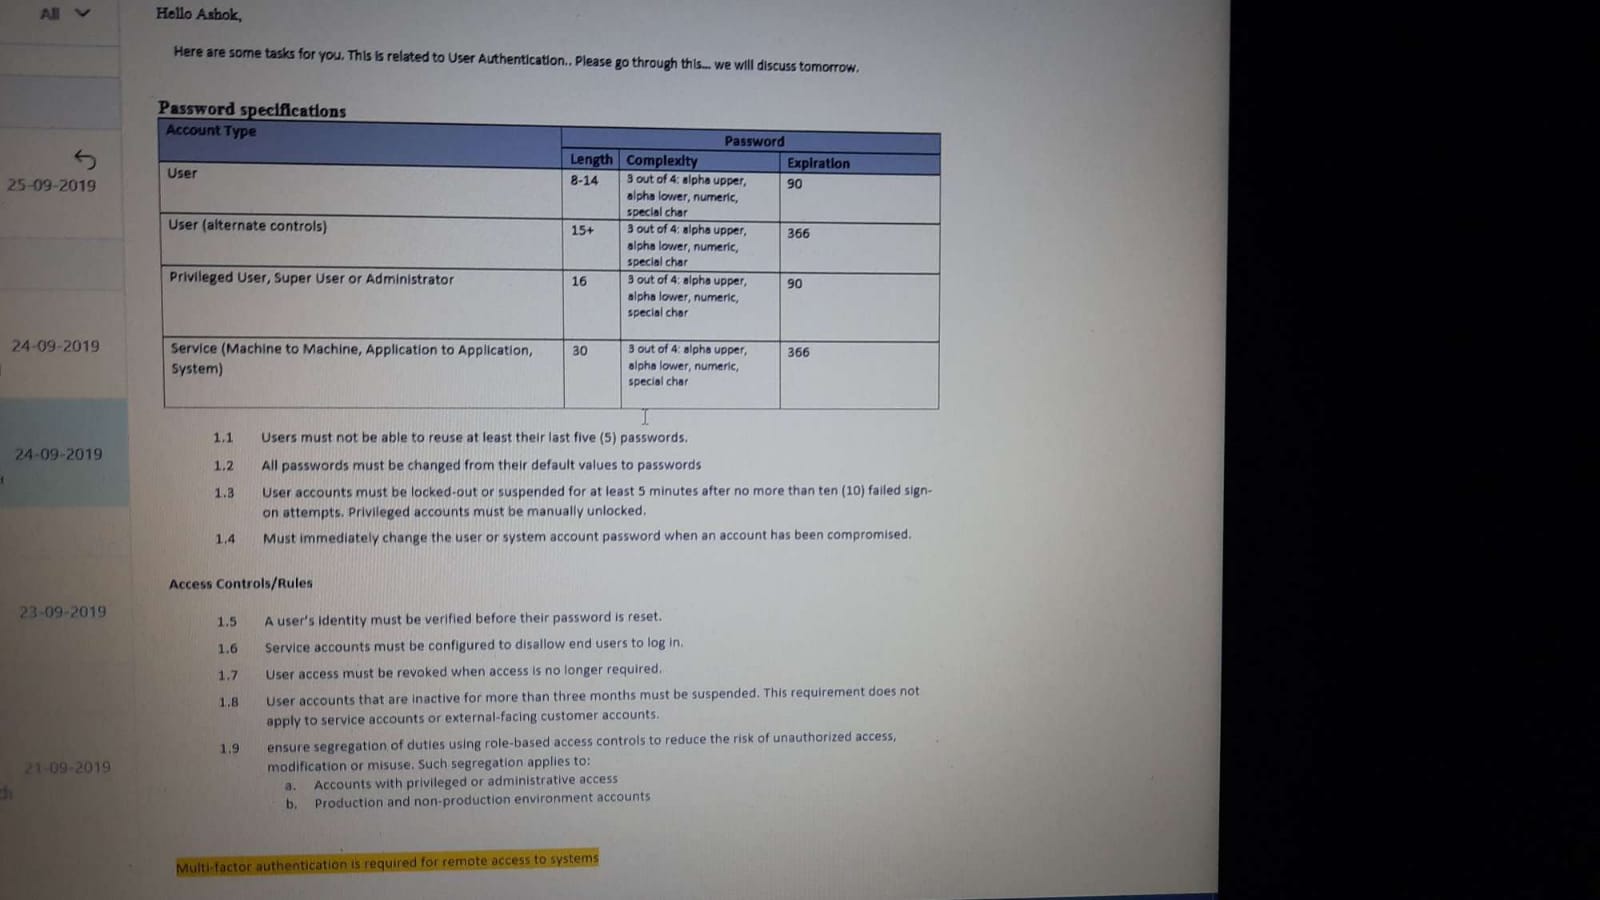 All
Hello Ashok,
Here are some tasks for you. This is related to User Authentication.. Please go through this... we will discuss tomorrow.
Password specifications
Account Type
Password
Length Complexity Expiration
User 8-14 3 out of 4: alpha upper, 90
alpha lower, numeric,
special char
User (alternate controls) 15+ 3 out of 4: alpha upper, 366
alpha lower, numeric,
special char
Privileged User, Super User or Administrator 16 3 out of 4: alpha upper, 90
alpha lower, numeric,
special char
Service (Machine to Machine, Application to Application, 30 3 out of 4: alpha upper, 366
System) alpha lower, numeric,
special char
1.1 Users must not be able to reuse at least their last five (5) passwords.
1.2 All passwords must be changed from their default values to passwords
1.3 User accounts must be locked-out or suspended for at least 5 minutes after no more than ten (10) failed sign-
on attempts. Privileged accounts must be manually unlocked.
1.4 Must immediately change the user or system account password when an account has been compromised.
Access Controls/Rules
1.5 A user's identity must be verified before their password is reset.
1.6 Service accounts must be configured to disallow end users to log in.
1.7 User access must be revoked when access is no longer required.
1.8 User accounts that are inactive for more than three months must be suspended. This requirement does not
apply to service accounts or external-facing customer accounts.
1.9 ensure segregation of duties using role-based access controls to reduce the risk of unauthorized access,
modification or misuse. Such segregation applies to:
a. Accounts with privileged or administrative access
b. Production and non-production environment accounts
Multi-factor authentication is required for remote access to systems
25-09-2019
24-09-2019
24-09-2019
23-09-2019
21-09-2019